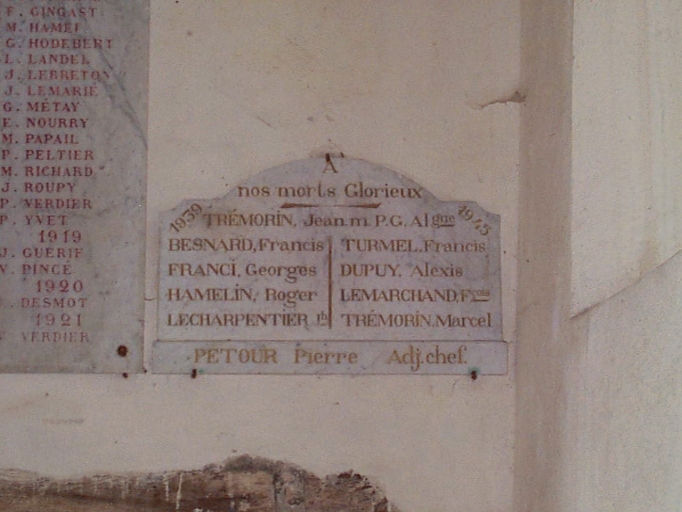 F. GINGAST
M. HAMEL
G. HODEBERT
L. LANDEL
J. LEBRETON
J. LEMARIÉ
G. MÉTAY
E. NOURRY
M. PAPAIL
P. PELTIER
M. RICHARD
J. ROUPY
P. VERDIER
P. YVET
1919
J. GUÉRIF
V. PINCÉ
1920
DESMOT
1921
VERDIER
A
nos morts Glorieux
1939 1945
TRÉMORIN, Jean.m. P.G. Algne
BESNARD, Francis
FRANCI, Georges
HAMELIN, Roger
LECHARPENTIER
TURMEL, Francis
DUPUY, Alexis
LEMARCHAND, Fçois
TRÉMORIN, Marcel
PETOUR Pierre Adj. chef.